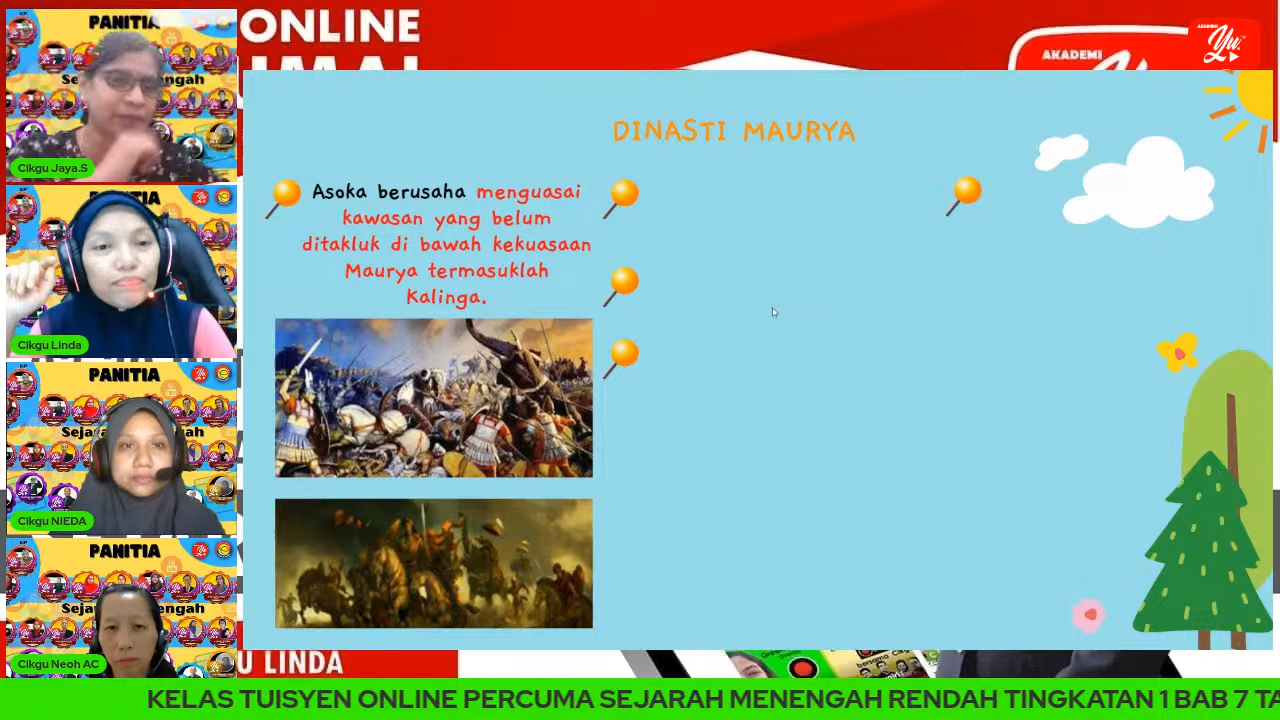 ONLINE
AKADEMI
AKADEMI
Yu
PANITIA
Cikgu Jaya.S
Cikgu Linda
PANITIA
Cikgu NIEDA
PANITIA
Cikgu Neoh AC
DINASTI MAURYA
Asoka berusaha menguasai
kawasan yang belum
ditakluk di bawah kekuasaan
Maurya termasuklah
Kalinga.
U LINDA
KELAS TUISYEN ONLINE PERCUMA SEJARAH MENENGAH RENDAH TINGKATAN 1 BAB 7 TA